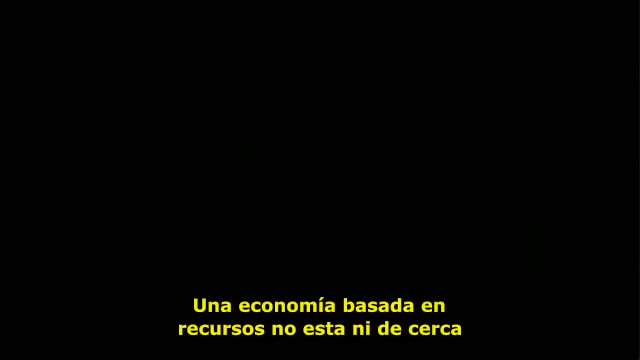 Una economía basada en
recursos no esta ni de cerca